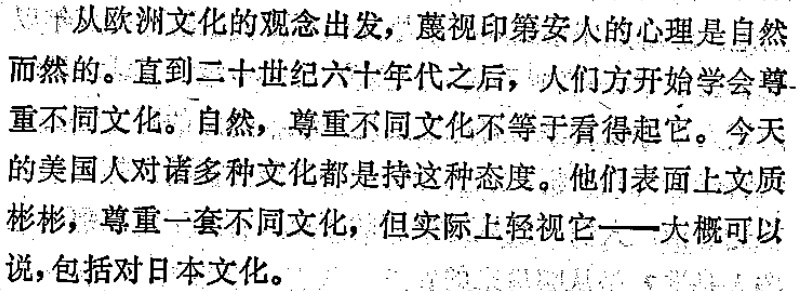 从欧洲文化的观念出发，蔑视印第安人的心理是自然
而然的。直到二十世纪六十年代之后，人们方开始学会尊
重不同文化。自然，尊重不同文化不等于看得起它。今天
的美国人对诸多种文化都是持这种态度。他们表面上文质
彬彬，尊重一套不同文化，但实际上轻视它——大概可以
说，包括对日本文化。